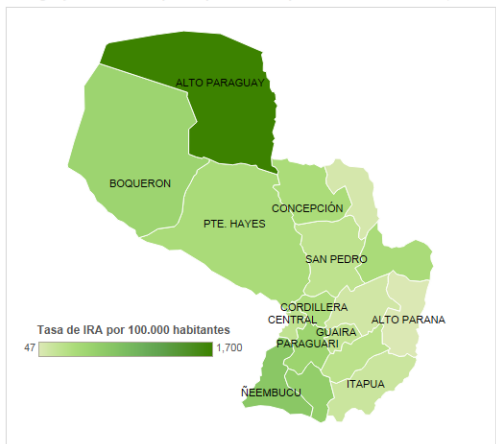 ALTO PARAGUAY
BOQUERON
PTE. HAYES
CONCEPCIÓN
SAN PEDRO
CORDILLERA
CENTRAL
ALTO PARANA
GUAIRA
PARAGUARI
ÑEEMBUCU
ITAPUA
Tasa de IRA por 100.000 habitantes
47 1,700